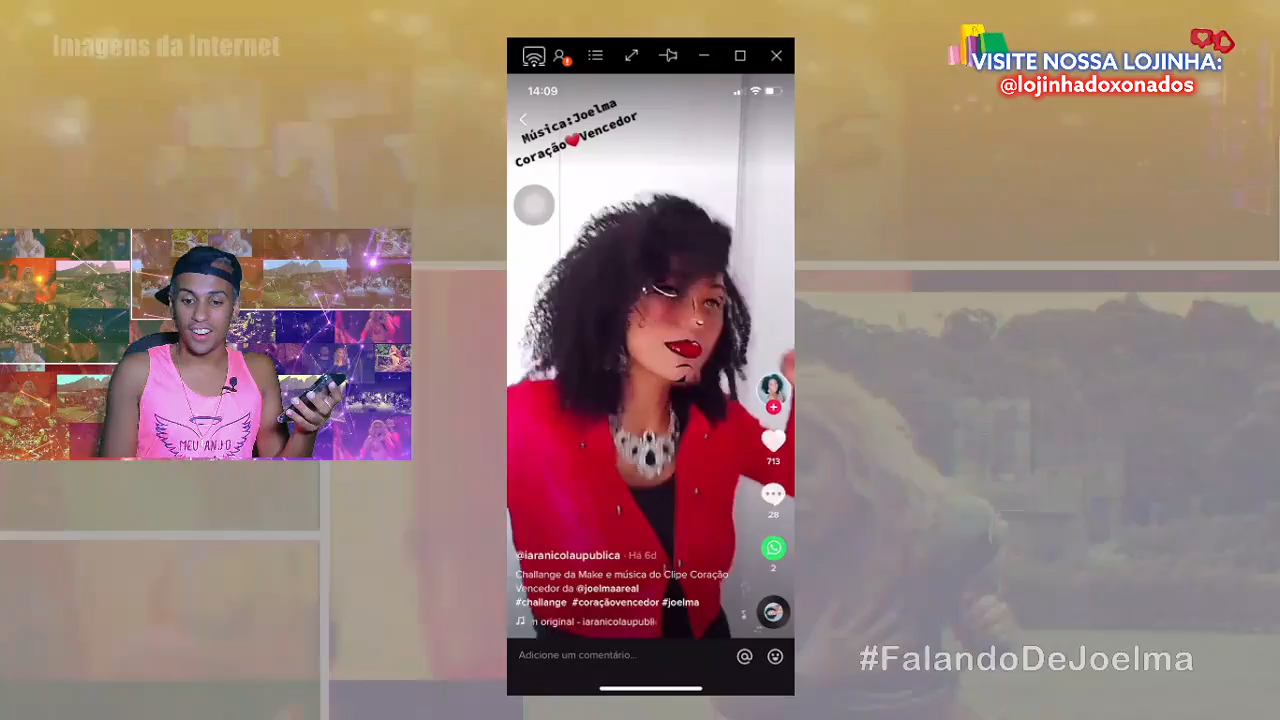 Imagens da Internet
VISITE NOSSA LOJINHA:
@lojinhadoxonados
14:09
Música:Joelma
Coração❤️Vencedor
MEU ANJO
713
28
2
@iaranicolaupublica · Há 6d
Challange da Make e música do Clipe Coração
Vencedor da @joelmaareal
#challange #coraçãovencedor #joelma
n original - iaranicolaupubli
Adicione um comentário...
#FalandoDeJoelma